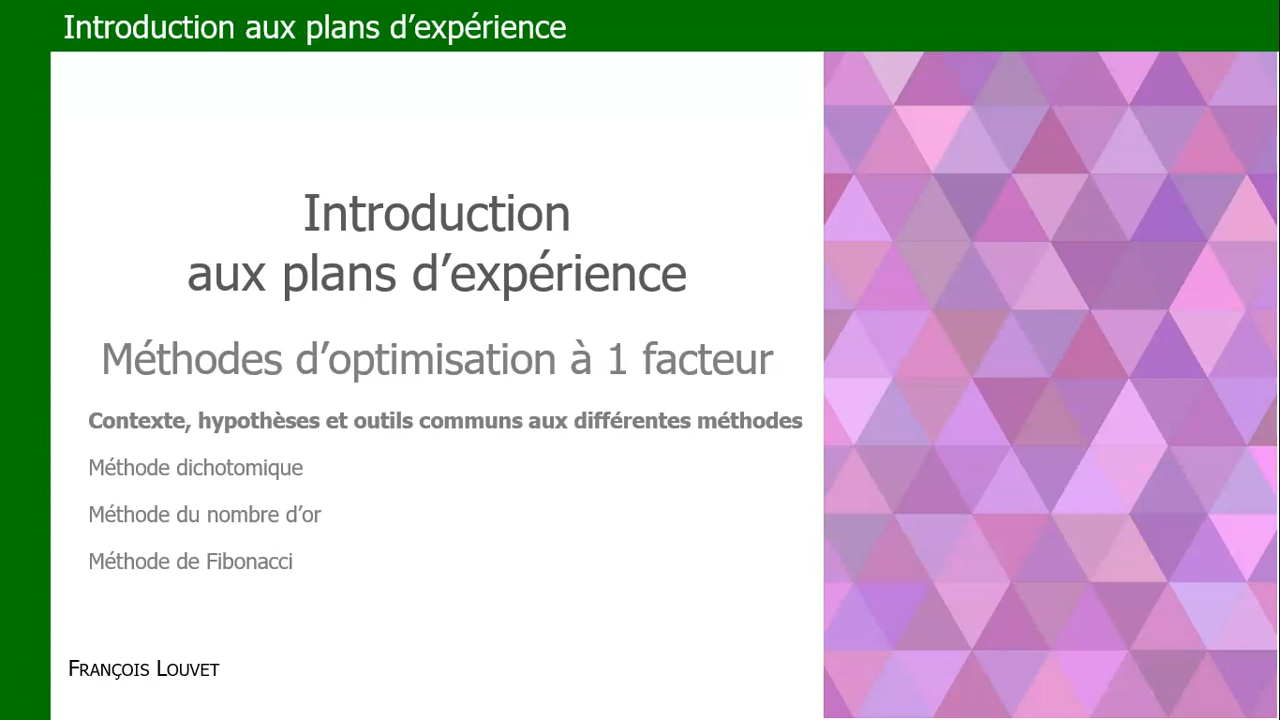 Introduction aux plans d’expérience
Introduction
aux plans d’expérience
Méthodes d’optimisation à 1 facteur
Contexte, hypothèses et outils communs aux différentes méthodes
Méthode dichotomique
Méthode du nombre d’or
Méthode de Fibonacci
FRANÇOIS LOUVET